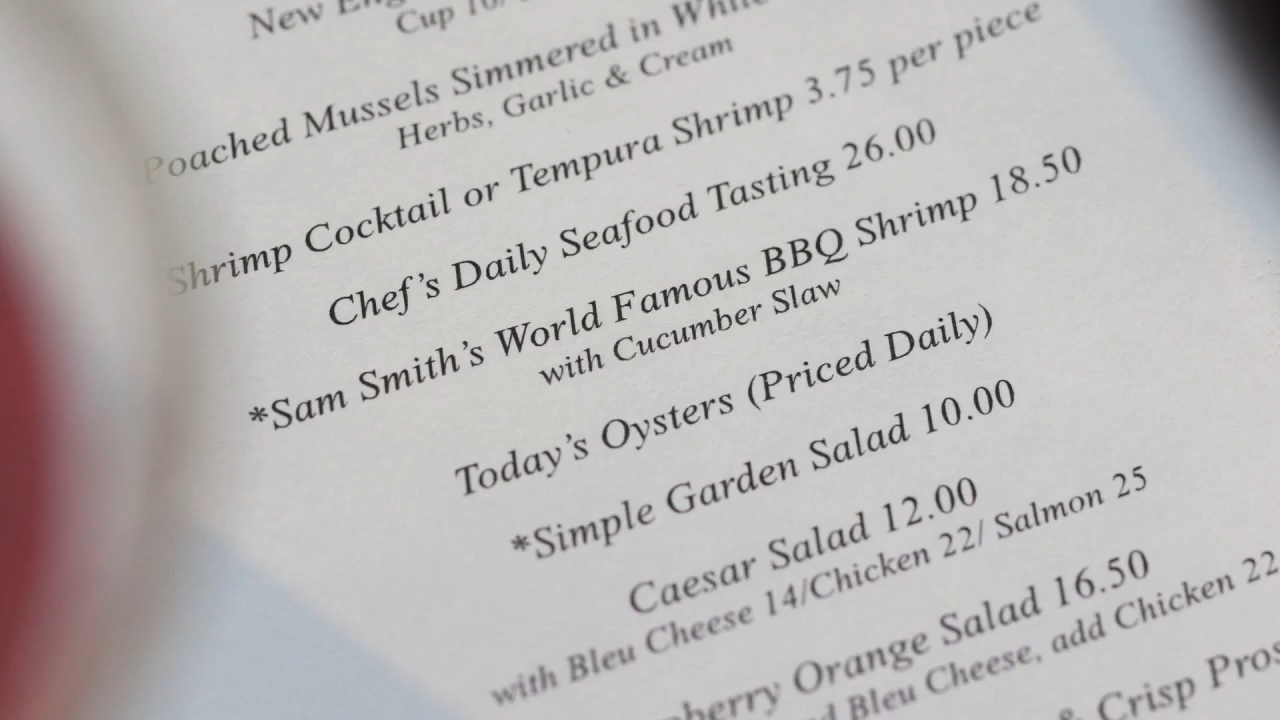 New
Cup
Poached Mussels Simmered in White
Herbs, Garlic & Cream
Shrimp Cocktail or Tempura Shrimp 3.75 per piece
Chef's Daily Seafood Tasting 26.00
*Sam Smith's World Famous BBQ Shrimp 18.50
with Cucumber Slaw
Today's Oysters (Priced Daily)
*Simple Garden Salad 10.00
Caesar Salad 12.00
with Bleu Cheese 14/Chicken 22/ Salmon 25
Orange Salad 16.50
Bleu Cheese, add Chicken 22
& Crisp